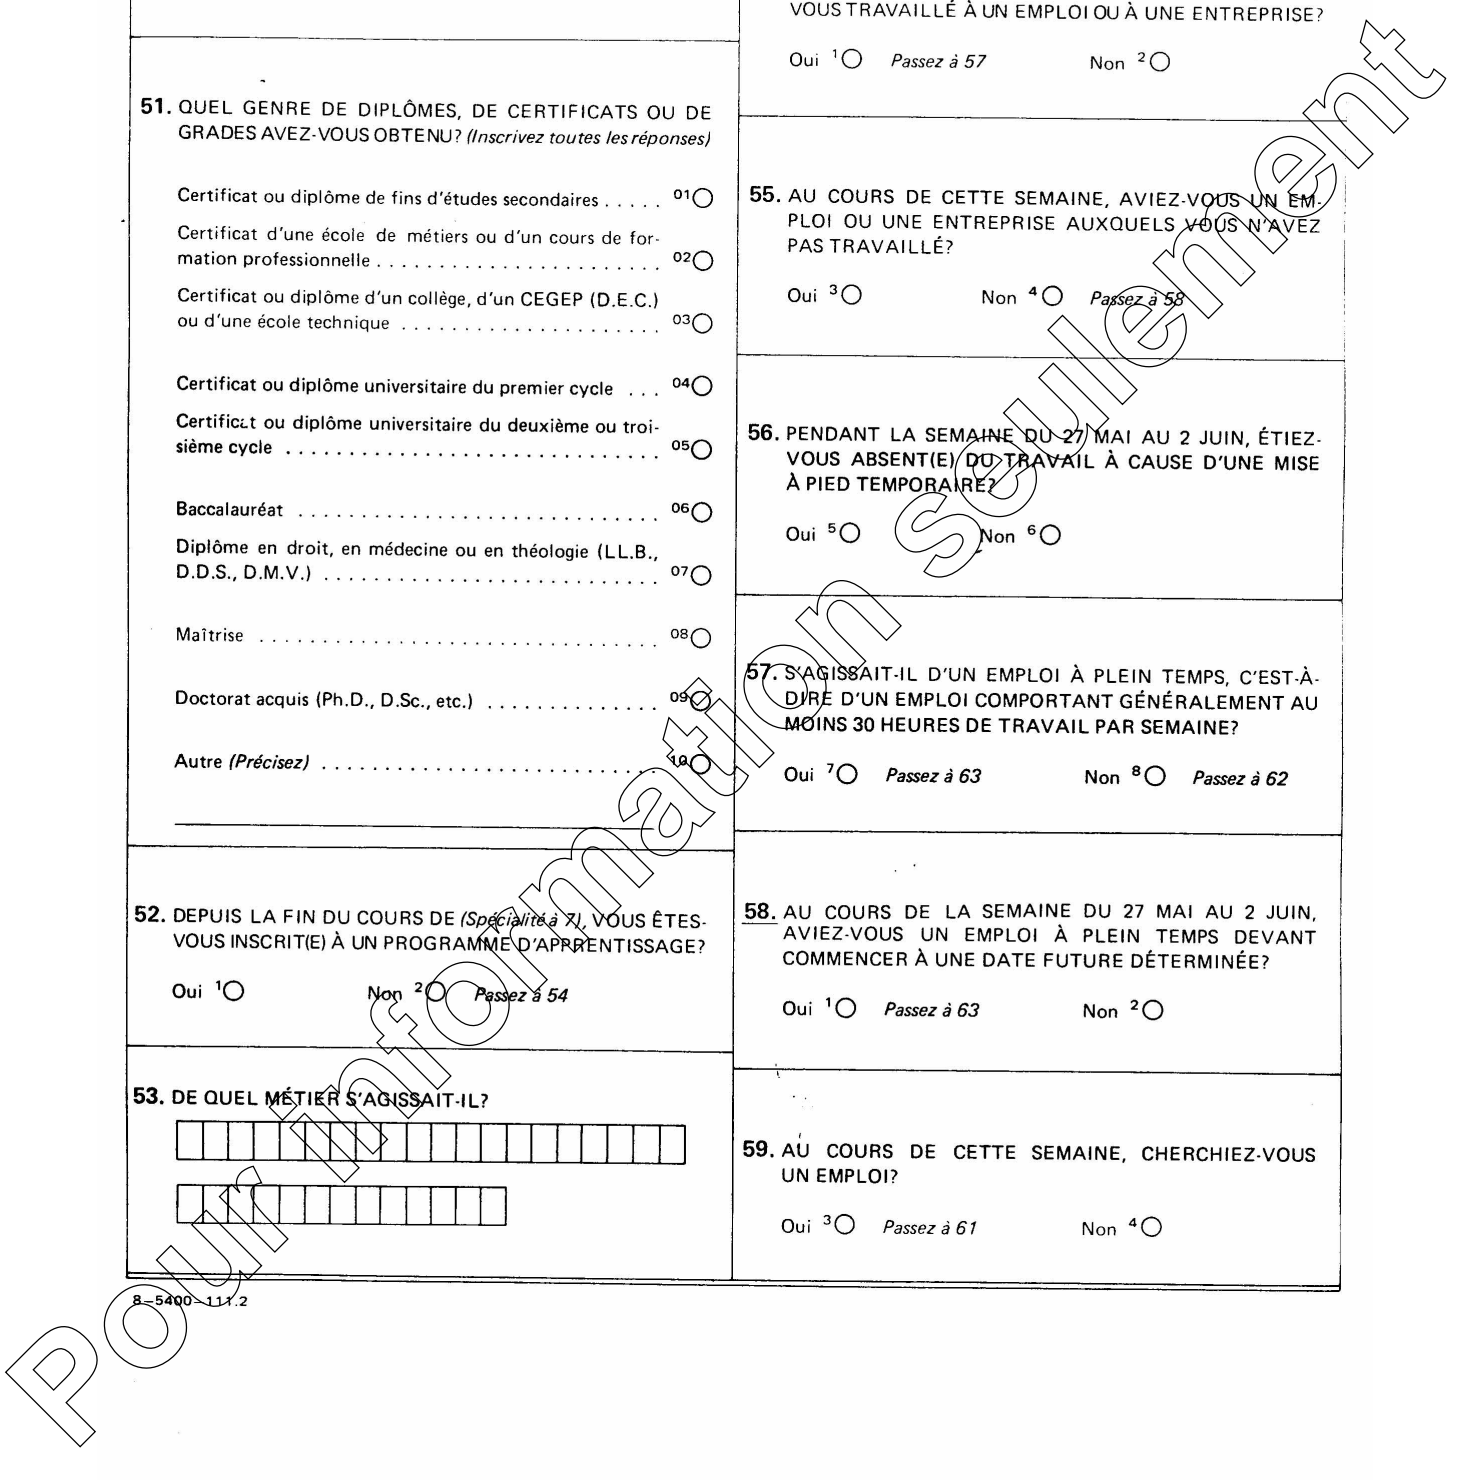 51. QUEL GENRE DE DIPLÔMES, DE CERTIFICATS OU DE
GRADES AVEZ-VOUS OBTENU? (Inscrivez toutes les réponses)
Certificat ou diplôme de fins d'études secondaires ..... 01
Certificat d'une école de métiers ou d'un cours de for-
mation professionnelle ....................... 02
Certificat ou diplôme d'un collège, d'un CEGEP (D.E.C.)
ou d'une école technique ..................... 03
Certificat ou diplôme universitaire du premier cycle ... 04
Certificat ou diplôme universitaire du deuxième ou troi-
sième cycle .............................. 05
Baccalauréat ............................. 06
Diplôme en droit, en médecine ou en théologie (LL.B.,
D.D.S., D.M.V.) ........................... 07
Maîtrise ................................ 08
Doctorat acquis (Ph.D., D.Sc., etc.) .............. 09
Autre (Précisez) ........................... 10
52. DEPUIS LA FIN DU COURS DE (Spécialité à 7), VOUS ÊTES-
VOUS INSCRIT(E) À UN PROGRAMME D'APPRENTISSAGE?
Oui 1 Non 2 Passez à 54
53. DE QUEL MÉTIER S'AGISSAIT-IL?
8-5400-111.2
VOUS TRAVAILLÉ À UN EMPLOI OU À UNE ENTREPRISE?
Oui 1 Passez à 57 Non 2
55. AU COURS DE CETTE SEMAINE, AVIEZ-VOUS UN EM-
PLOI OU UNE ENTREPRISE AUXQUELS VOUS N'AVEZ
PAS TRAVAILLÉ?
Oui 3 Non 4 Passez à 58
56. PENDANT LA SEMAINE DU 27 MAI AU 2 JUIN, ÉTIEZ-
VOUS ABSENT(E) DU TRAVAIL À CAUSE D'UNE MISE
À PIED TEMPORAIRE?
Oui 5 Non 6
57. S'AGISSAIT-IL D'UN EMPLOI À PLEIN TEMPS, C'EST-À-
DIRE D'UN EMPLOI COMPORTANT GÉNÉRALEMENT AU
MOINS 30 HEURES DE TRAVAIL PAR SEMAINE?
Oui 7 Passez à 63 Non 8 Passez à 62
58. AU COURS DE LA SEMAINE DU 27 MAI AU 2 JUIN,
AVIEZ-VOUS UN EMPLOI À PLEIN TEMPS DEVANT
COMMENCER À UNE DATE FUTURE DÉTERMINÉE?
Oui 1 Passez à 63 Non 2
59. AU COURS DE CETTE SEMAINE, CHERCHIEZ-VOUS
UN EMPLOI?
Oui 3 Passez à 61 Non 4
Pour information seulement